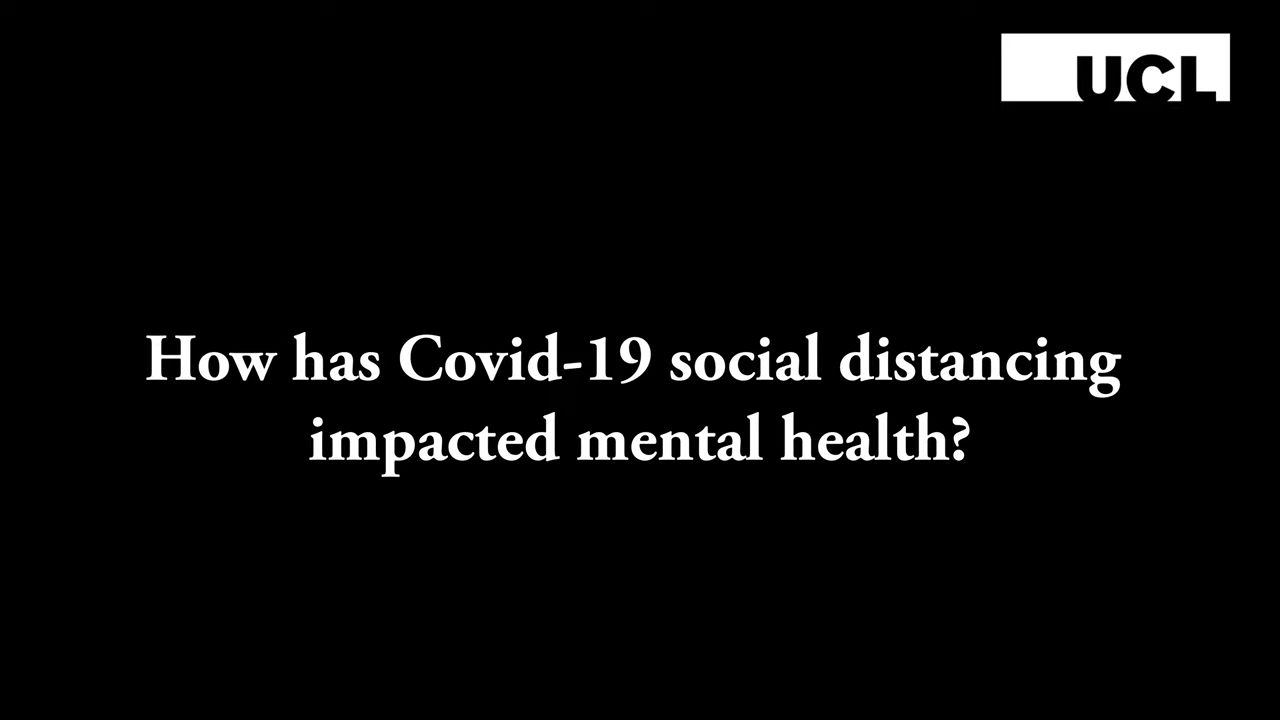 UCL
How has Covid-19 social distancing
impacted mental health?